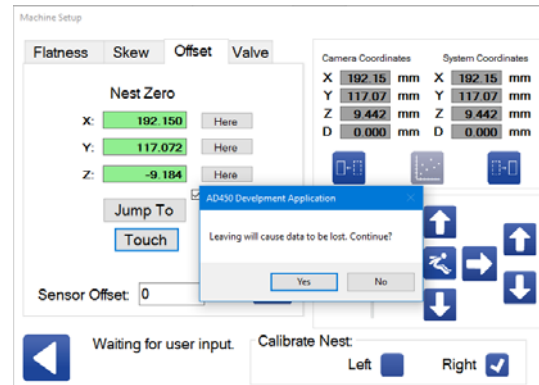 Machine Setup
Flatness Skew Offset Valve
Nest Zero
X: 192.150 Here
Y: 117.072 Here
Z: -9.184 Here
Jump To
Touch
Sensor Offset: 0
Camera Coordinates System Coordinates
X 192.15 mm X 192.15 mm
Y 117.07 mm Y 117.07 mm
Z 9.442 mm Z 9.442 mm
D 0.000 mm D 0.000 mm
AD450 Develpment Application
Leaving will cause data to be lost. Continue?
Yes No
Waiting for user input.
Calibrate Nest:
Left Right